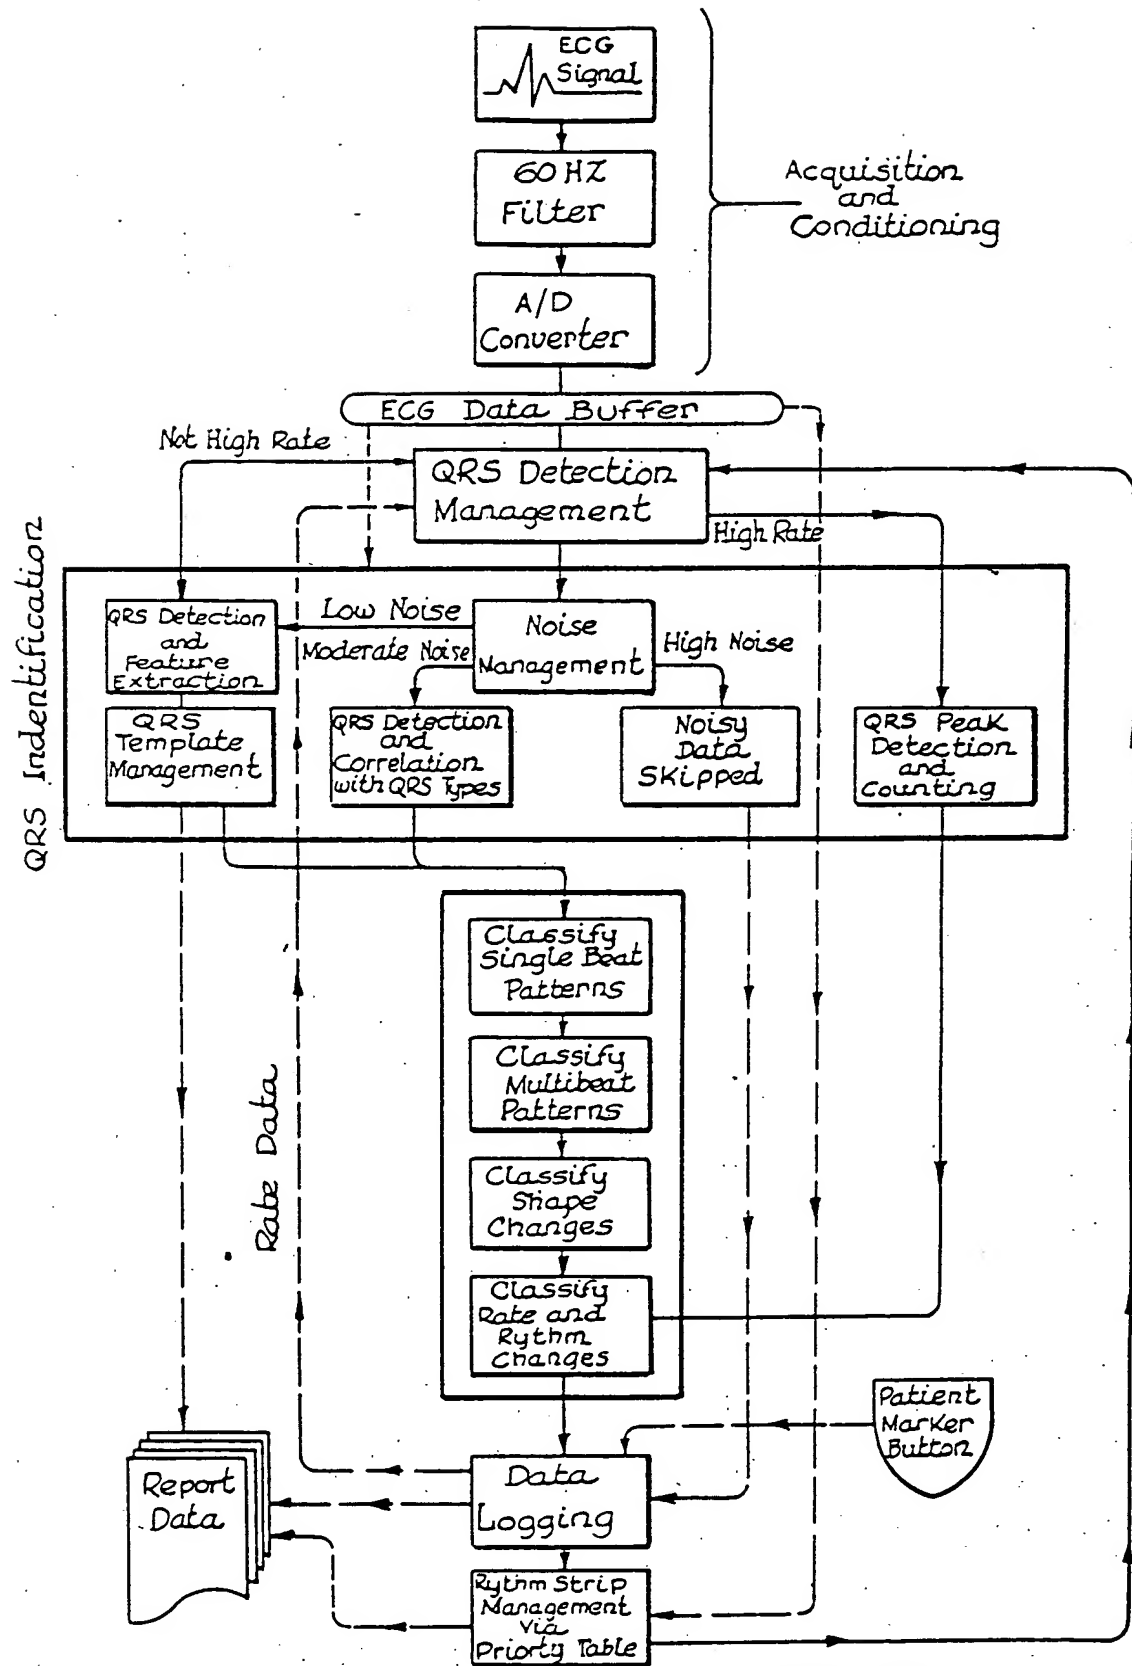 ECG
Signal
60 HZ
Filter
A/D
Converter
Acquisition
and
Conditioning
ECG Data Buffer
Not High Rate
QRS Detection
Management
High Rate
QRS Indentification
QRS Detection
and
Feature
Extraction
Low Noise
Moderate Noise
Noise
Management
High Noise
QRS
Template
Management
QRS Detection
and
Correlation
with QRS Types
Noisy
Data
Skipped
QRS Peak
Detection
and
Counting
Classify
Single Beat
Patterns
Classify
Multibeat
Patterns
Classify
Shape
Changes
Classify
Rate and
Rythm
Changes
Rate Data
Patient
Marker
Button
Report
Data
Data
Logging
Rythm Strip
Management
Via
Priorty Table